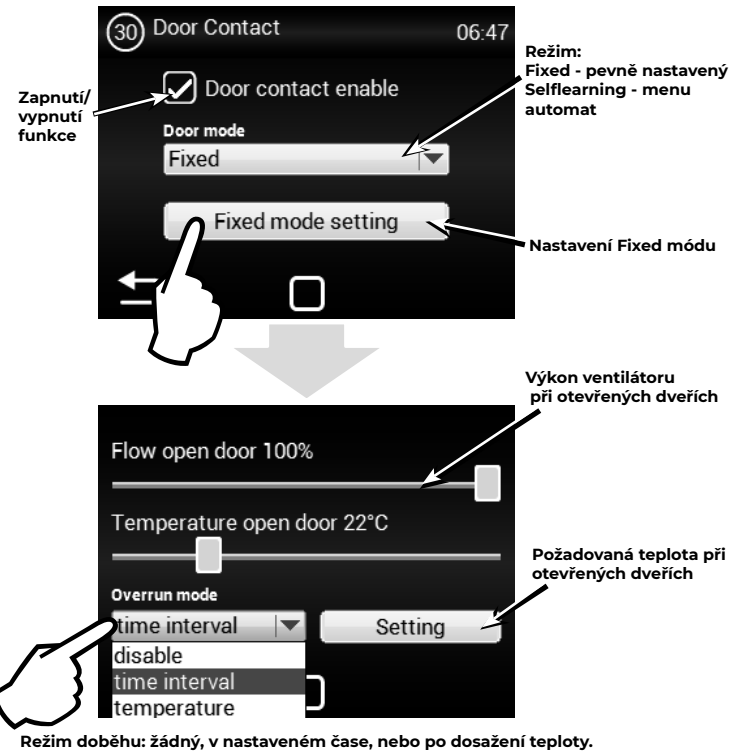 30 Door Contact 06:47
Režim:
Fixed - pevně nastavený
Selflearning - menu
automat
Zapnutí/
vypnutí
funkce
Door contact enable
Door mode
Fixed
Fixed mode setting
Nastavení Fixed módu
Výkon ventilátoru
při otevřených dveřích
Flow open door 100%
Temperature open door 22°C
Požadovaná teplota při
otevřených dveřích
Overrun mode
time interval Setting
disable
time interval
temperature
Režim doběhu: žádný, v nastaveném čase, nebo po dosažení teploty.